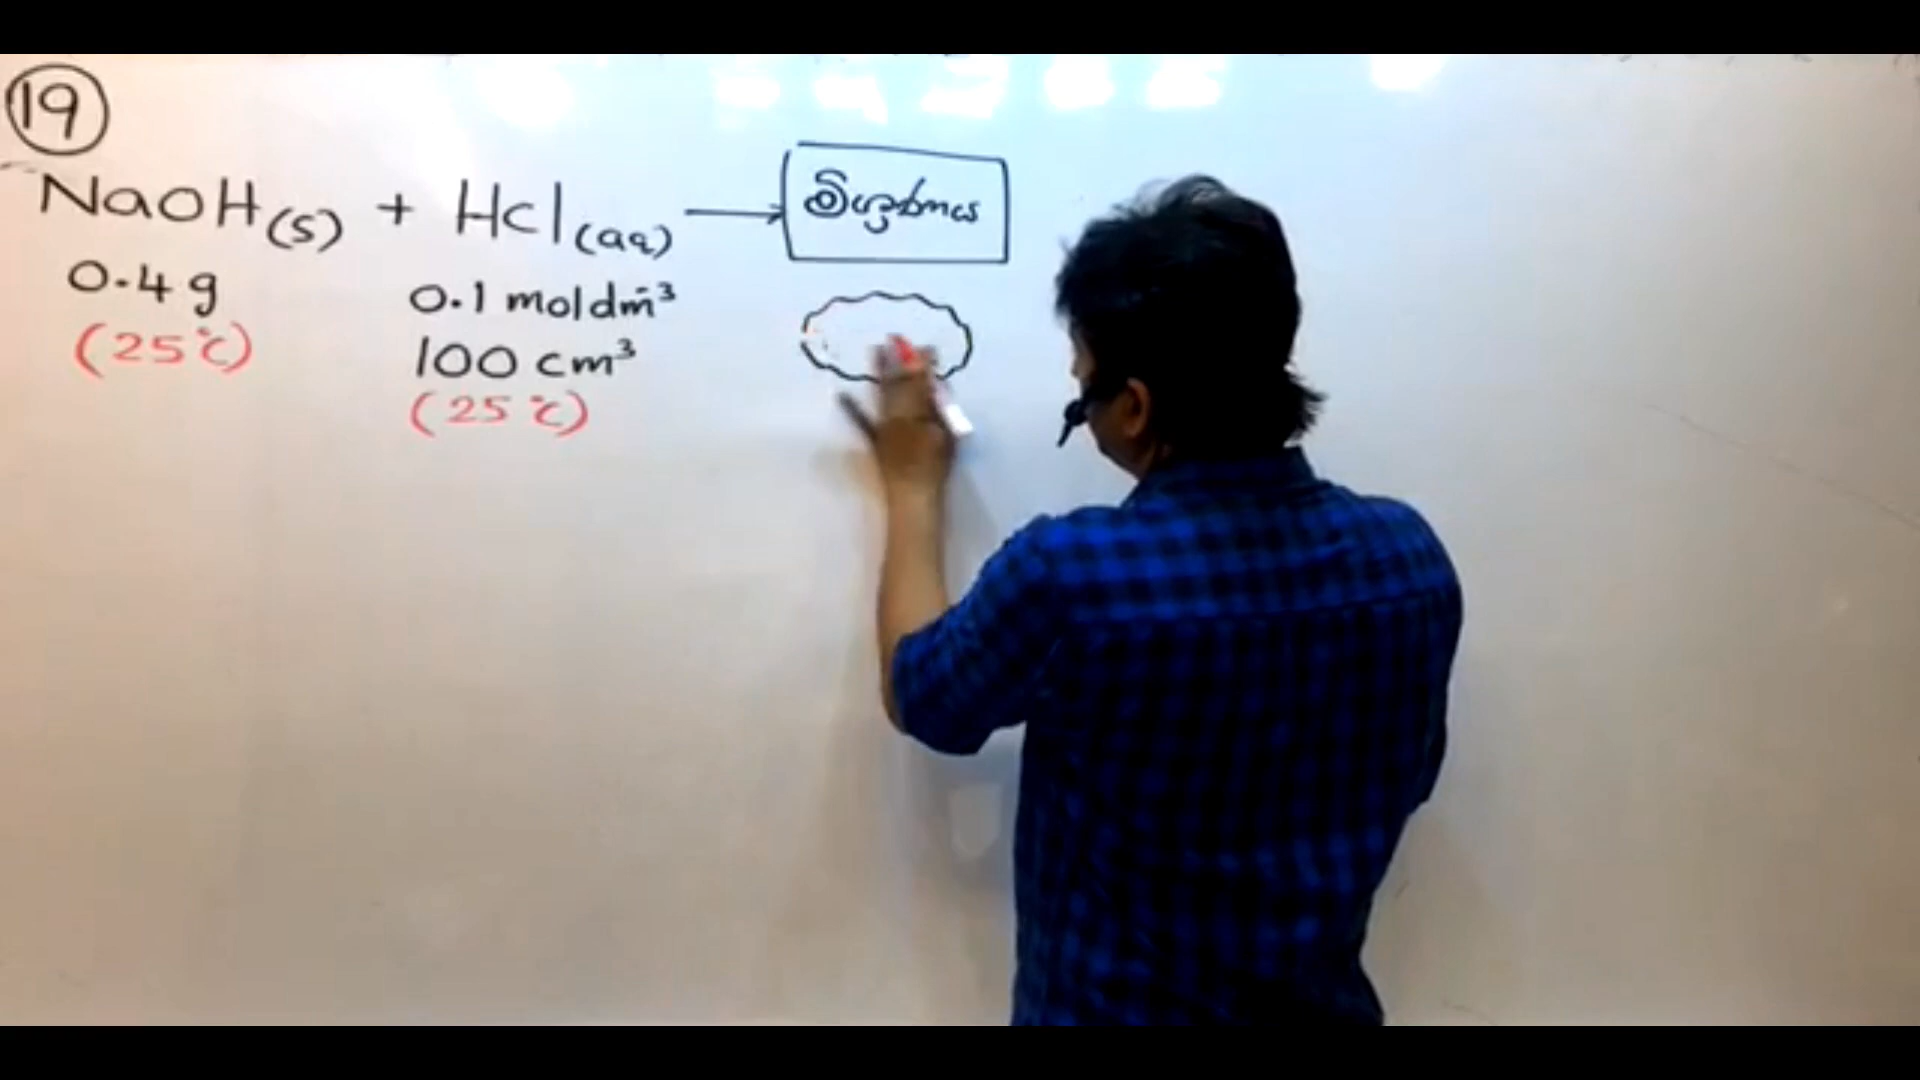 19
NaOH(s) + HCl(aq) → මිශ්‍රණය
0.4 g
0.1 moldm⁻³
(25℃)
100 cm³
(25℃)